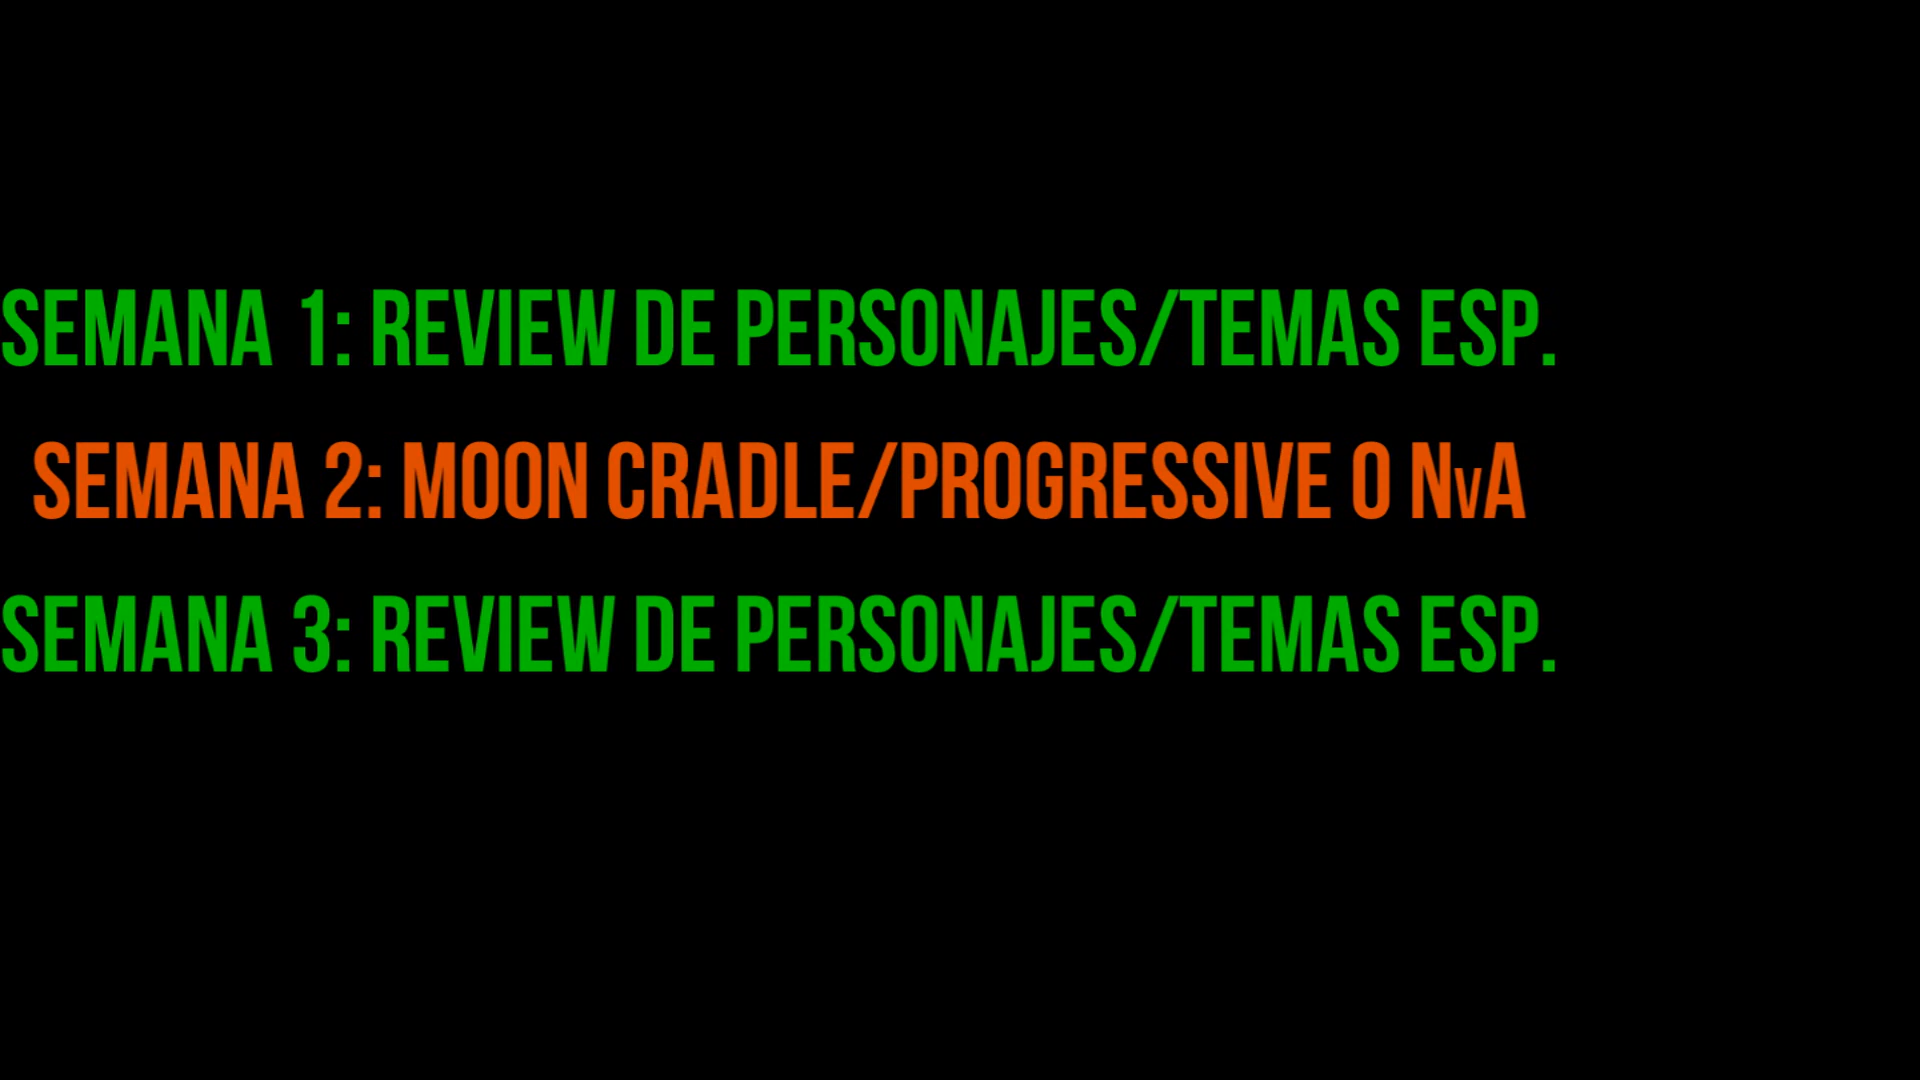 SEMANA 1: REVIEW DE PERSONAJES/TEMAS ESP.
SEMANA 2: MOON CRADLE/PROGRESSIVE O NvA
SEMANA 3: REVIEW DE PERSONAJES/TEMAS ESP.